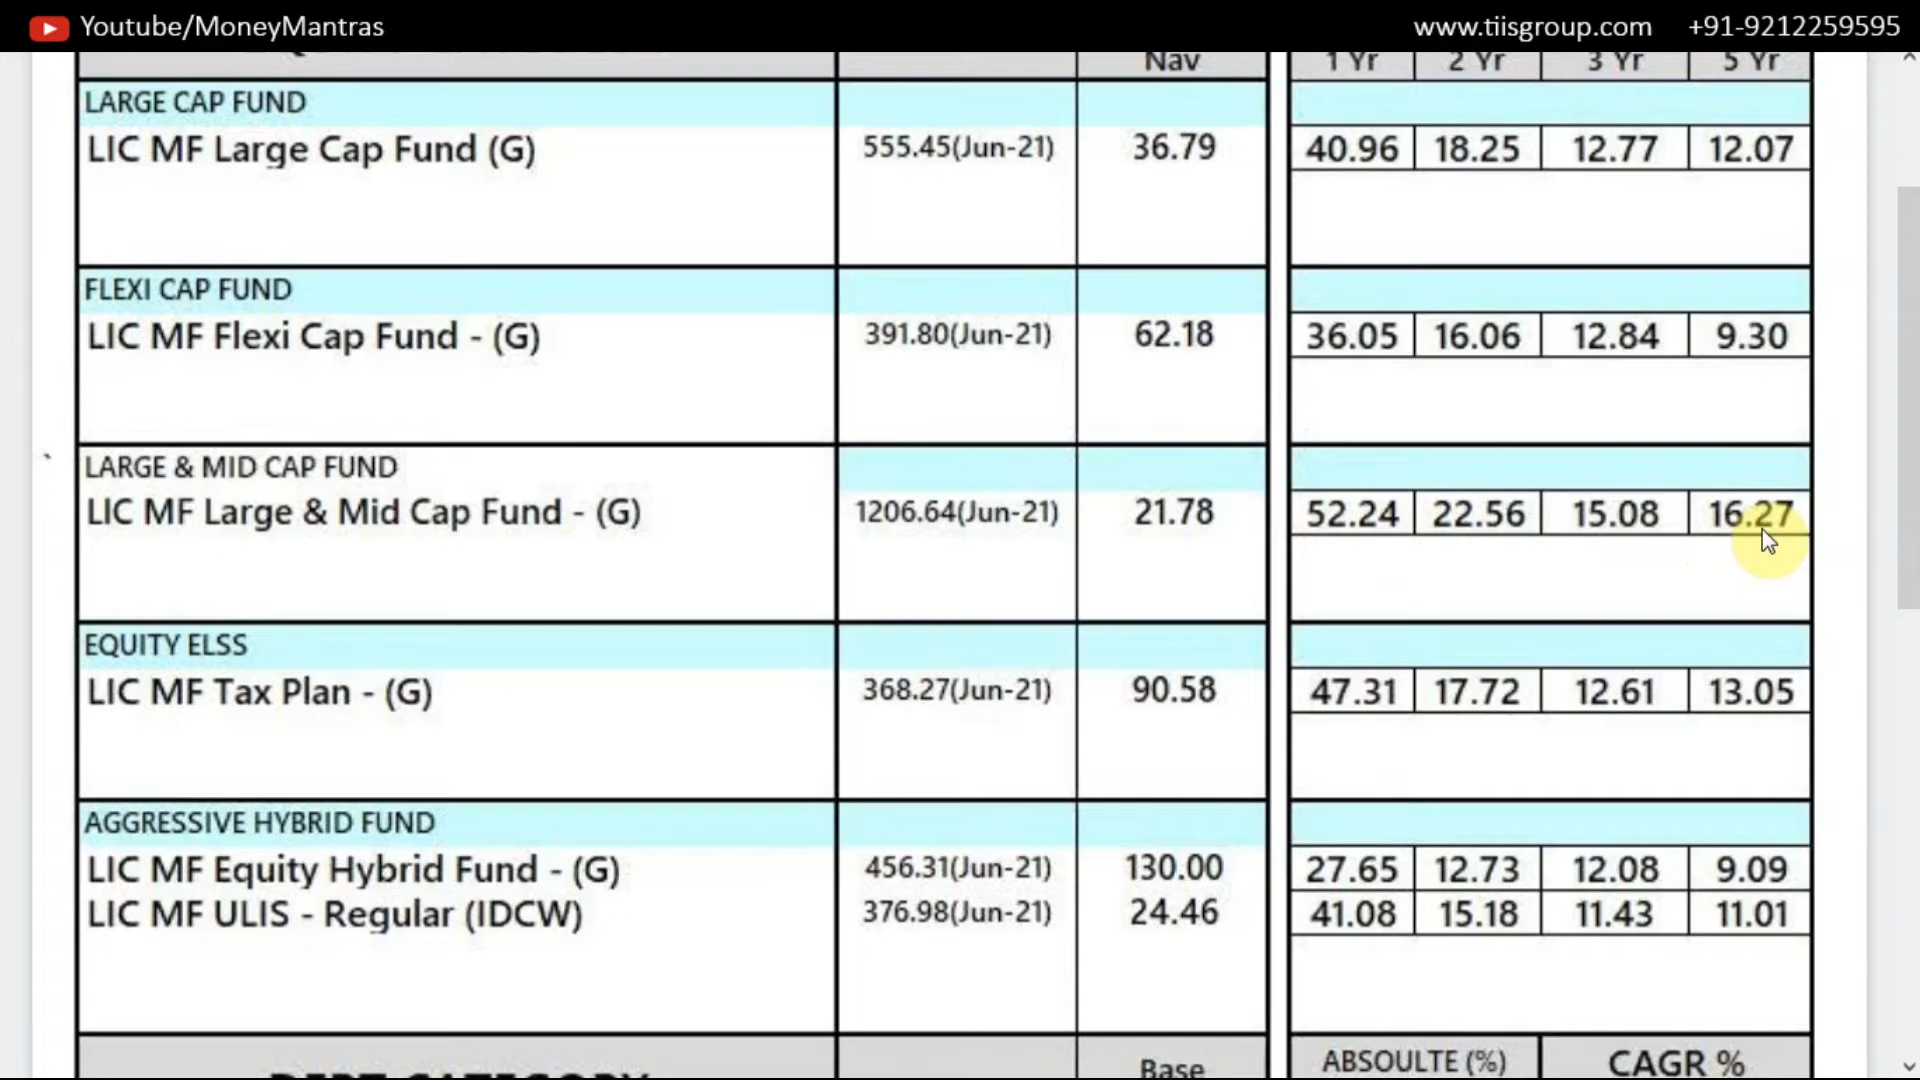 Youtube/MoneyMantras www.tiisgroup.com +91-9212259595
Nav 1 Yr 2 Yr 3 Yr 5 Yr
LARGE CAP FUND
LIC MF Large Cap Fund (G) 555.45(Jun-21) 36.79 40.96 18.25 12.77 12.07
FLEXI CAP FUND
LIC MF Flexi Cap Fund - (G) 391.80(Jun-21) 62.18 36.05 16.06 12.84 9.30
LARGE & MID CAP FUND
LIC MF Large & Mid Cap Fund - (G) 1206.64(Jun-21) 21.78 52.24 22.56 15.08 16.27
EQUITY ELSS
LIC MF Tax Plan - (G) 368.27(Jun-21) 90.58 47.31 17.72 12.61 13.05
AGGRESSIVE HYBRID FUND
LIC MF Equity Hybrid Fund - (G) 456.31(Jun-21) 130.00 27.65 12.73 12.08 9.09
LIC MF ULIS - Regular (IDCW) 376.98(Jun-21) 24.46 41.08 15.18 11.43 11.01
Base ABSOULTE (%) CAGR %